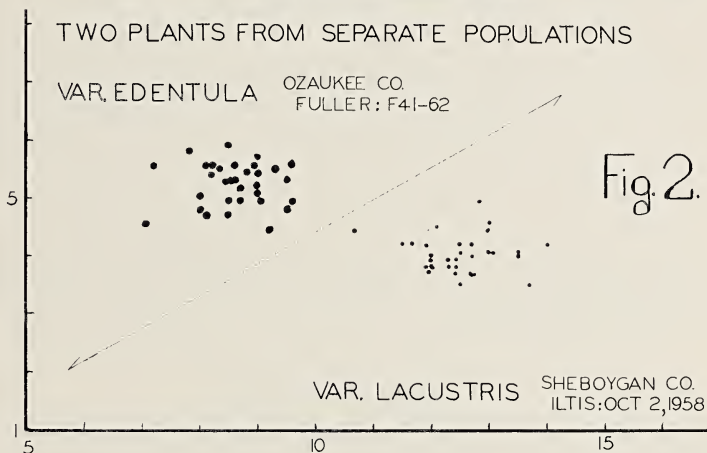 TWO PLANTS FROM SEPARATE POPULATIONS
VAR. EDENTULA
OZAUKEE CO.
FULLER: F41-62
Fig. 2.
5
VAR. LACUSTRIS
SHEBOYGAN CO.
ILTIS: OCT 2, 1958
1
5
10
15